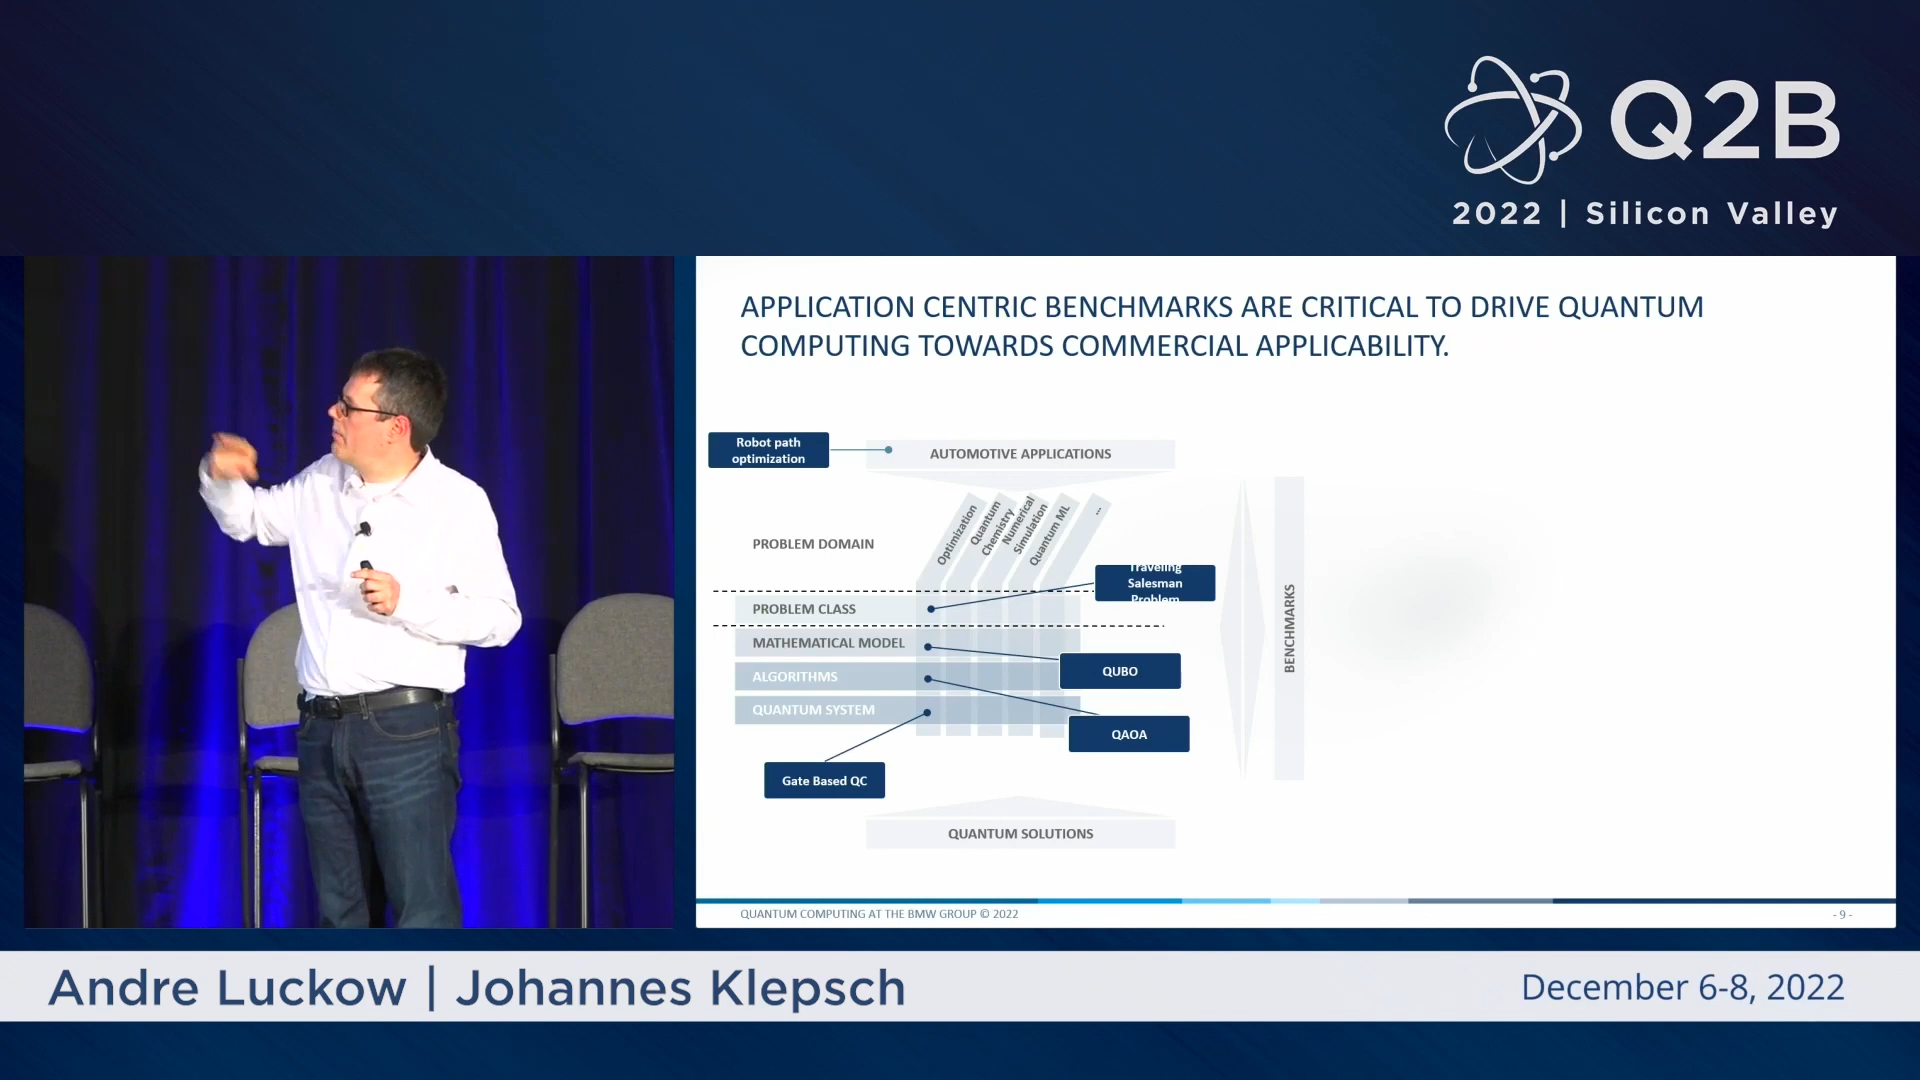 Q2B
2022 | Silicon Valley
APPLICATION CENTRIC BENCHMARKS ARE CRITICAL TO DRIVE QUANTUM
COMPUTING TOWARDS COMMERCIAL APPLICABILITY.
Robot path
optimization
AUTOMOTIVE APPLICATIONS
PROBLEM DOMAIN
Optimization
Quantum
Chemistry
Numerical
Simulation
Quantum ML
...
Traveling
Salesman
Problem
PROBLEM CLASS
MATHEMATICAL MODEL
QUBO
ALGORITHMS
QUANTUM SYSTEM
QAOA
Gate Based QC
QUANTUM SOLUTIONS
BENCHMARKS
QUANTUM COMPUTING AT THE BMW GROUP © 2022
- 9 -
Andre Luckow | Johannes Klepsch
December 6-8, 2022